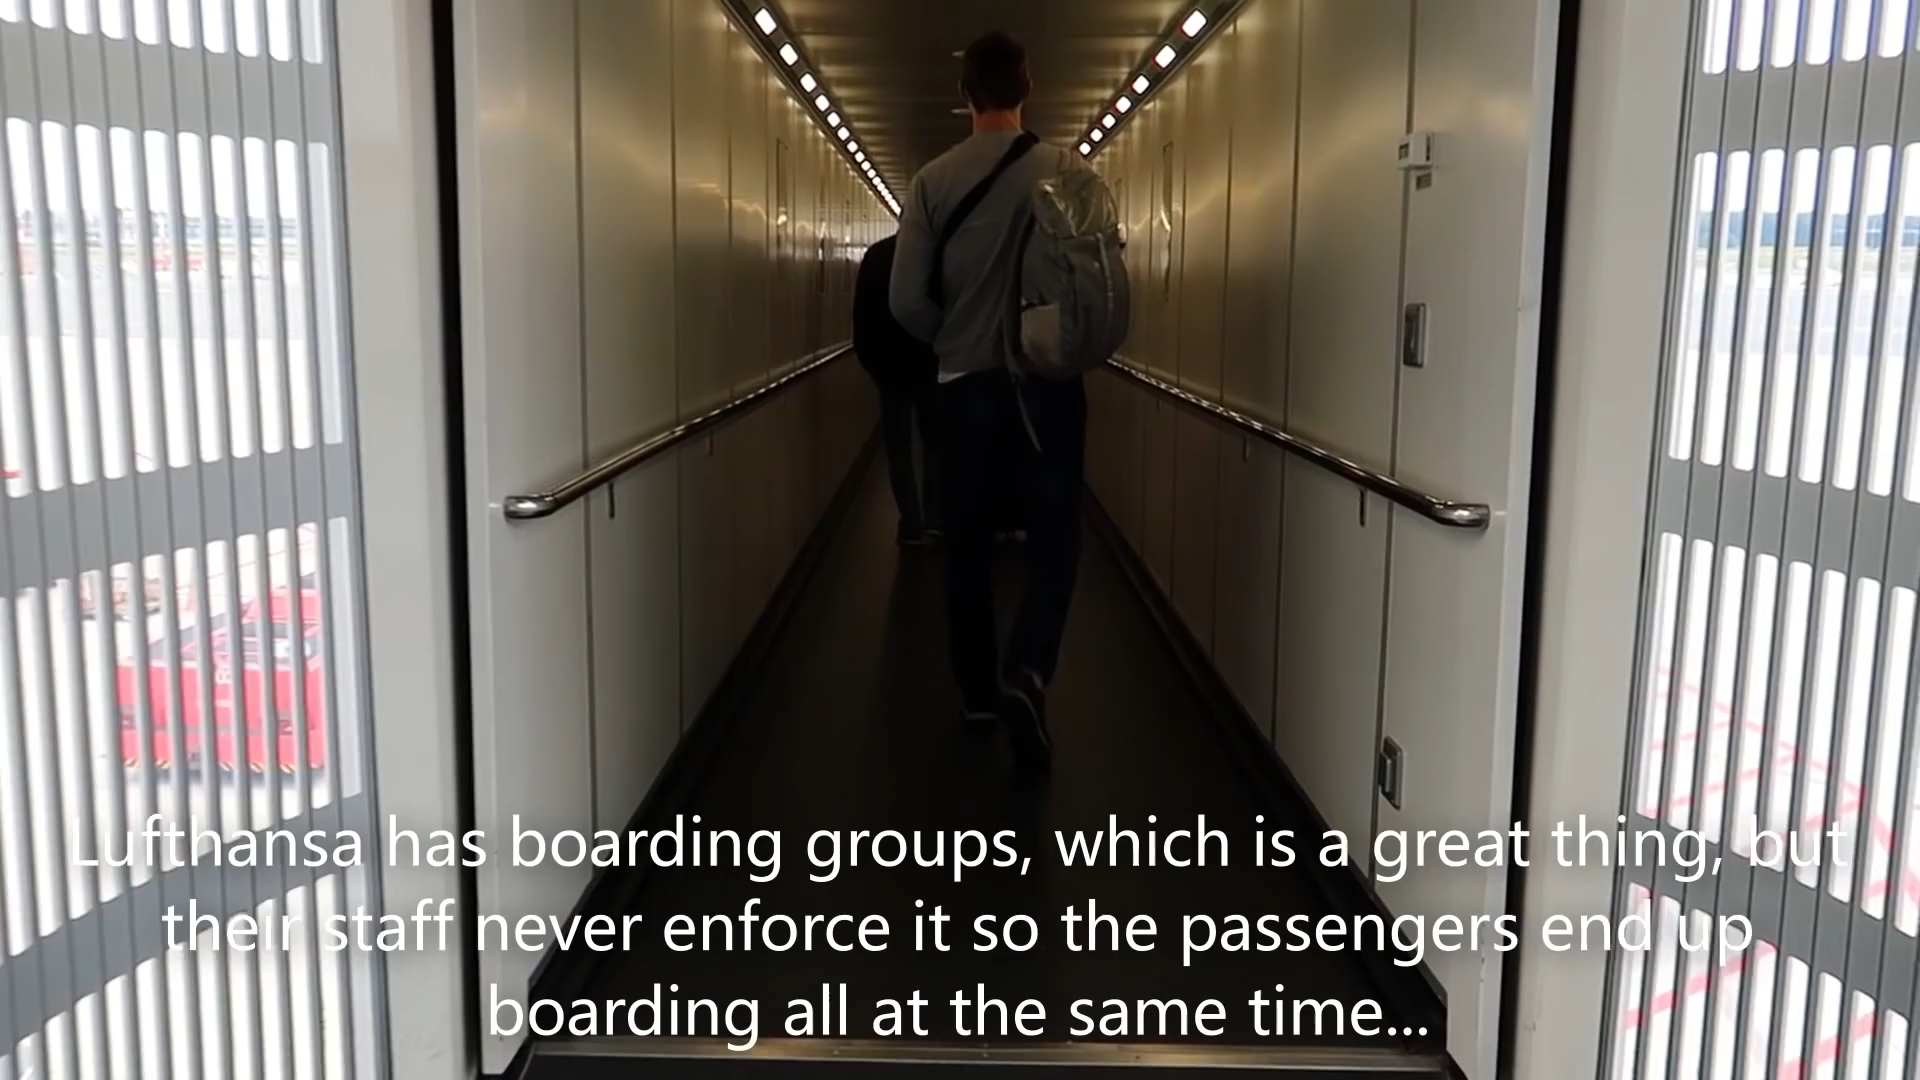 Lufthansa has boarding groups, which is a great thing, but
their staff never enforce it so the passengers end up
boarding all at the same time...